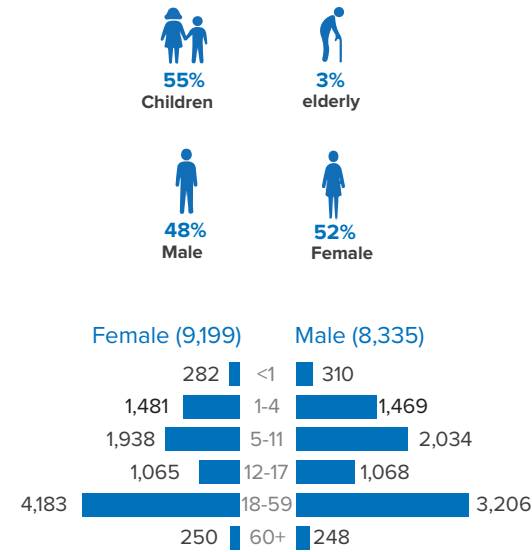 55% 3%
Children elderly
48% 52%
Male Female
Female (9,199) Male (8,335)
282 <1 310
1,481 1-4 1,469
1,938 5-11 2,034
1,065 12-17 1,068
4,183 18-59 3,206
250 60+ 248